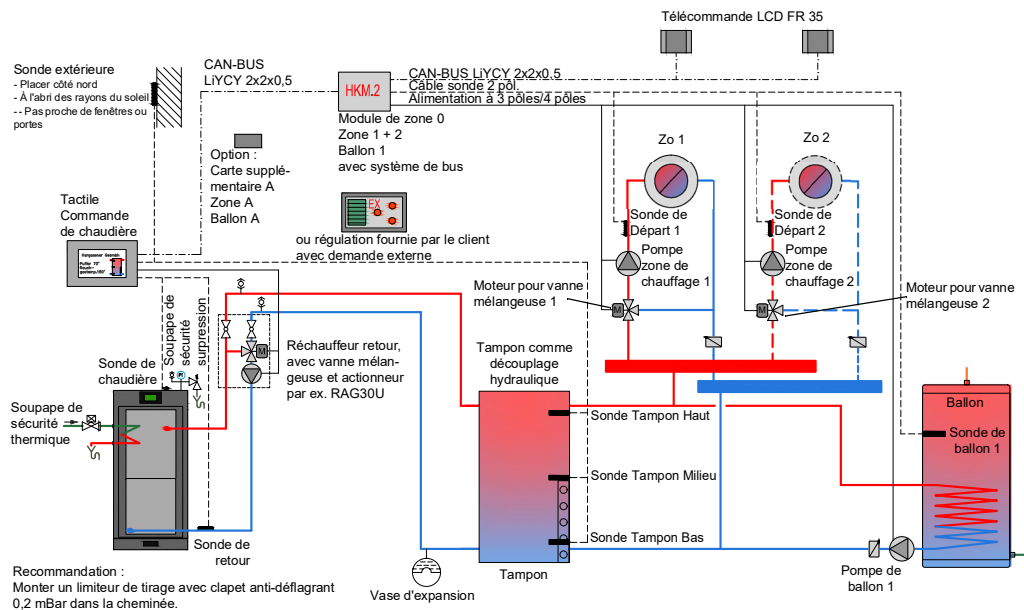 Télécommande LCD FR 35
Sonde extérieure
- Placer côté nord
- À l'abri des rayons du soleil
-- Pas proche de fenêtres ou
portes
CAN-BUS
LiYCY 2x2x0,5
HKM.2
CAN-BUS LiYCY 2x2x0.5
Câble sonde 2 pôl.
Alimentation à 3 pôles/4 pôles
Module de zone 0
Zone 1 + 2
Ballon 1
avec système de bus
Option :
Carte supplé-
mentaire A
Zone A
Ballon A
Zo 1
Zo 2
Tactile
Commande
de chaudière
EX
ou régulation fournie par le client
avec demande externe
Sonde de
Départ 1
Pompe
zone de
chauffage 1
Sonde de
Départ 2
Pompe
zone de
chauffage 2
Moteur pour vanne
mélangeuse 1
M
M
Moteur pour vanne
mélangeuse 2
Soupape de
sécurité
surpression
M
Réchauffeur retour,
avec vanne mélan-
geuse et actionneur
par ex. RAG30U
Sonde de
chaudière
Soupape de
sécurité
thermique
Tampon comme
découplage
hydraulique
Sonde Tampon Haut
Sonde Tampon Milieu
Sonde Tampon Bas
Tampon
Ballon
Sonde de
ballon 1
Pompe de
ballon 1
Sonde de
retour
Vase d'expansion
Recommandation :
Monter un limiteur de tirage avec clapet anti-déflagrant
0,2 mBar dans la cheminée.